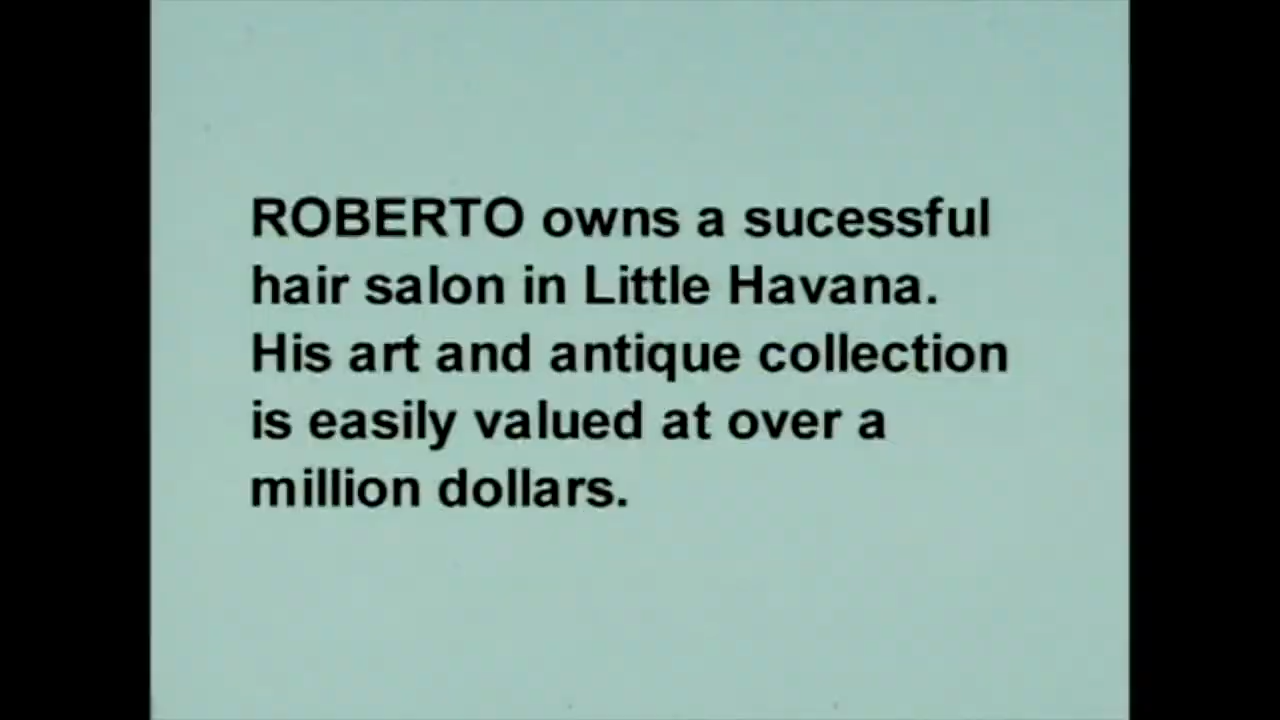 ROBERTO owns a sucessful
hair salon in Little Havana.
His art and antique collection
is easily valued at over a
million dollars.